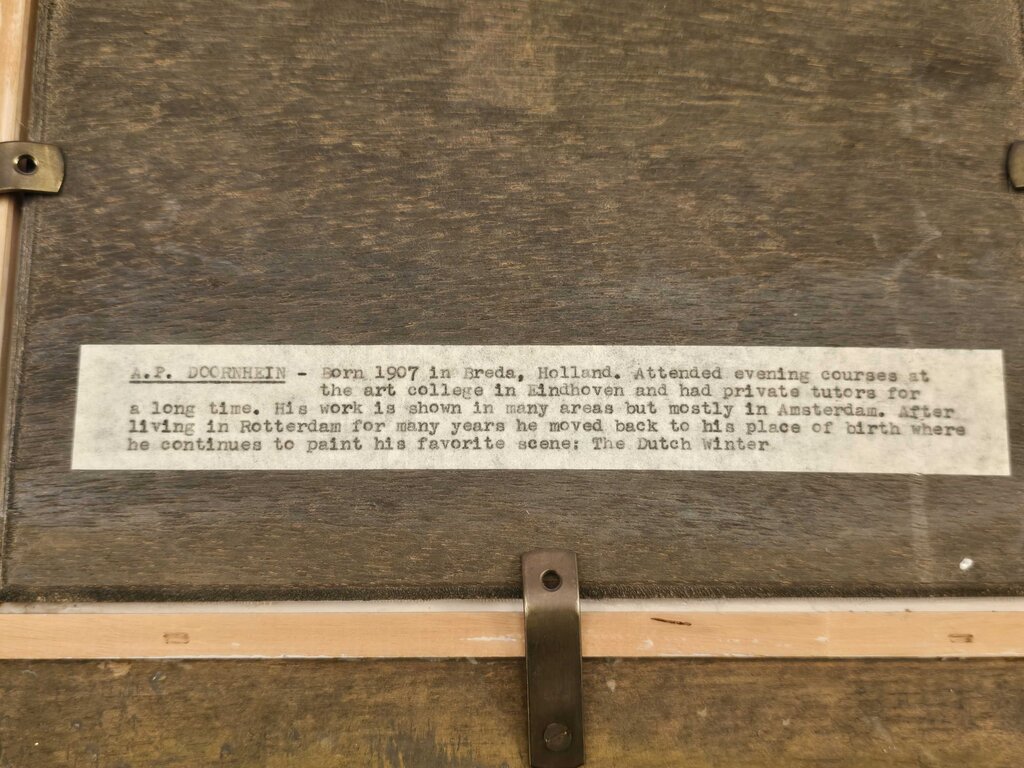 A.P. DOORNHEIN - Born 1907 in Breda, Holland. Attended evening courses at
the art college in Eindhoven and had private tutors for
a long time. His work is shown in many areas but mostly in Amsterdam. After
living in Rotterdam for many years he moved back to his place of birth where
he continues to paint his favorite scene: The Dutch Winter